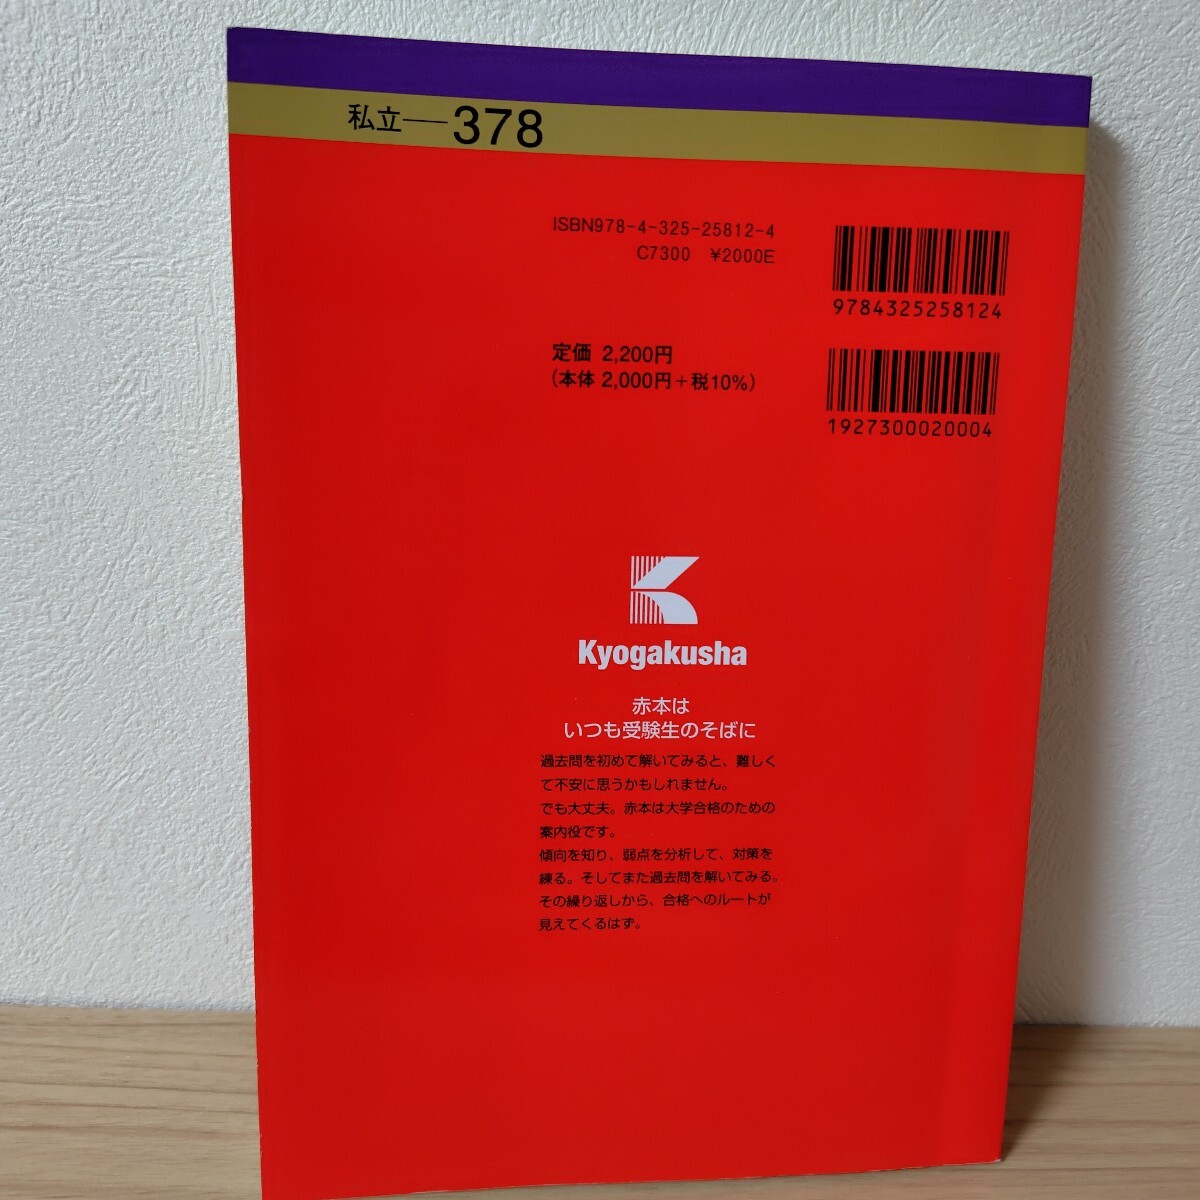 私立—378
ISBN978-4-325-25812-4
C7300 ¥2000E
9784325258124
定価 2,200円
(本体 2,000円+税10%)
1927300020004
Kyogakusha
赤本は
いつも受験生のそばに
過去問を初めて解いてみると、難しく
て不安に思うかもしれません。
でも大丈夫。赤本は大学合格のための
案内役です。
傾向を知り、弱点を分析して、対策を
練る。そしてまた過去問を解いてみる。
その繰り返しから、合格へのルートが
見えてくるはず。